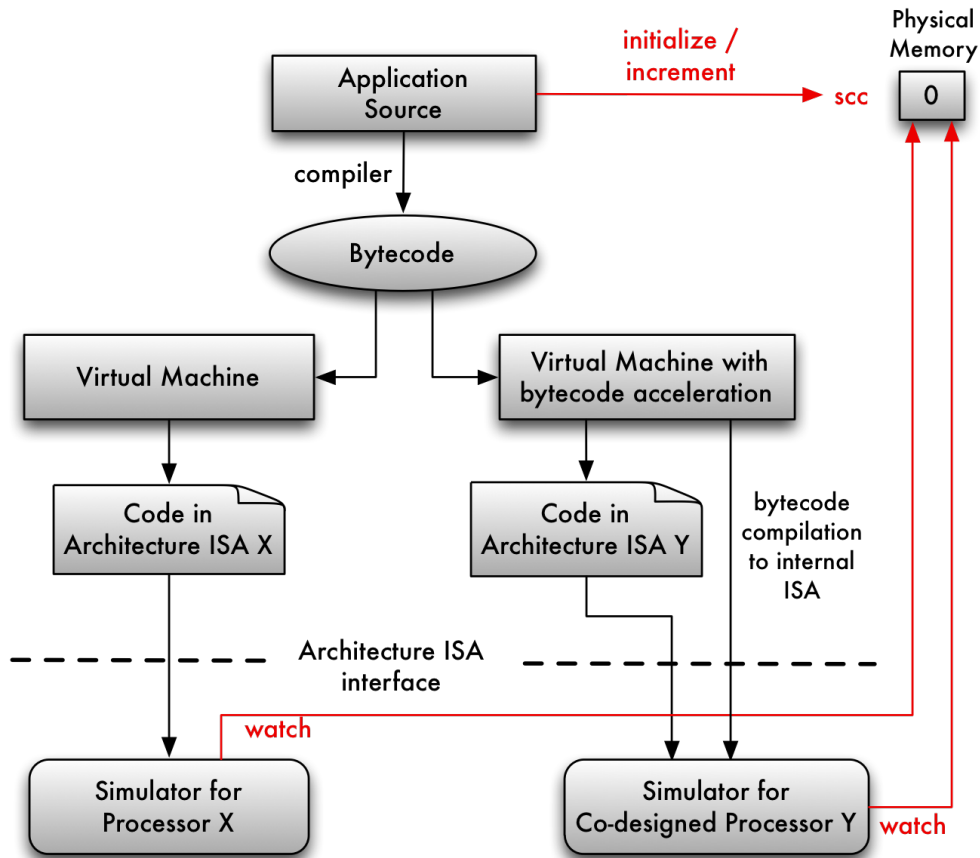 Physical
Memory
initialize /
increment
Application
Source
scc
0
compiler
Bytecode
Virtual Machine
Virtual Machine with
bytecode acceleration
Code in
Architecture ISA X
Code in
Architecture ISA Y
bytecode
compilation
to internal
ISA
Architecture ISA
interface
watch
Simulator for
Processor X
Simulator for
Co-designed Processor Y
watch